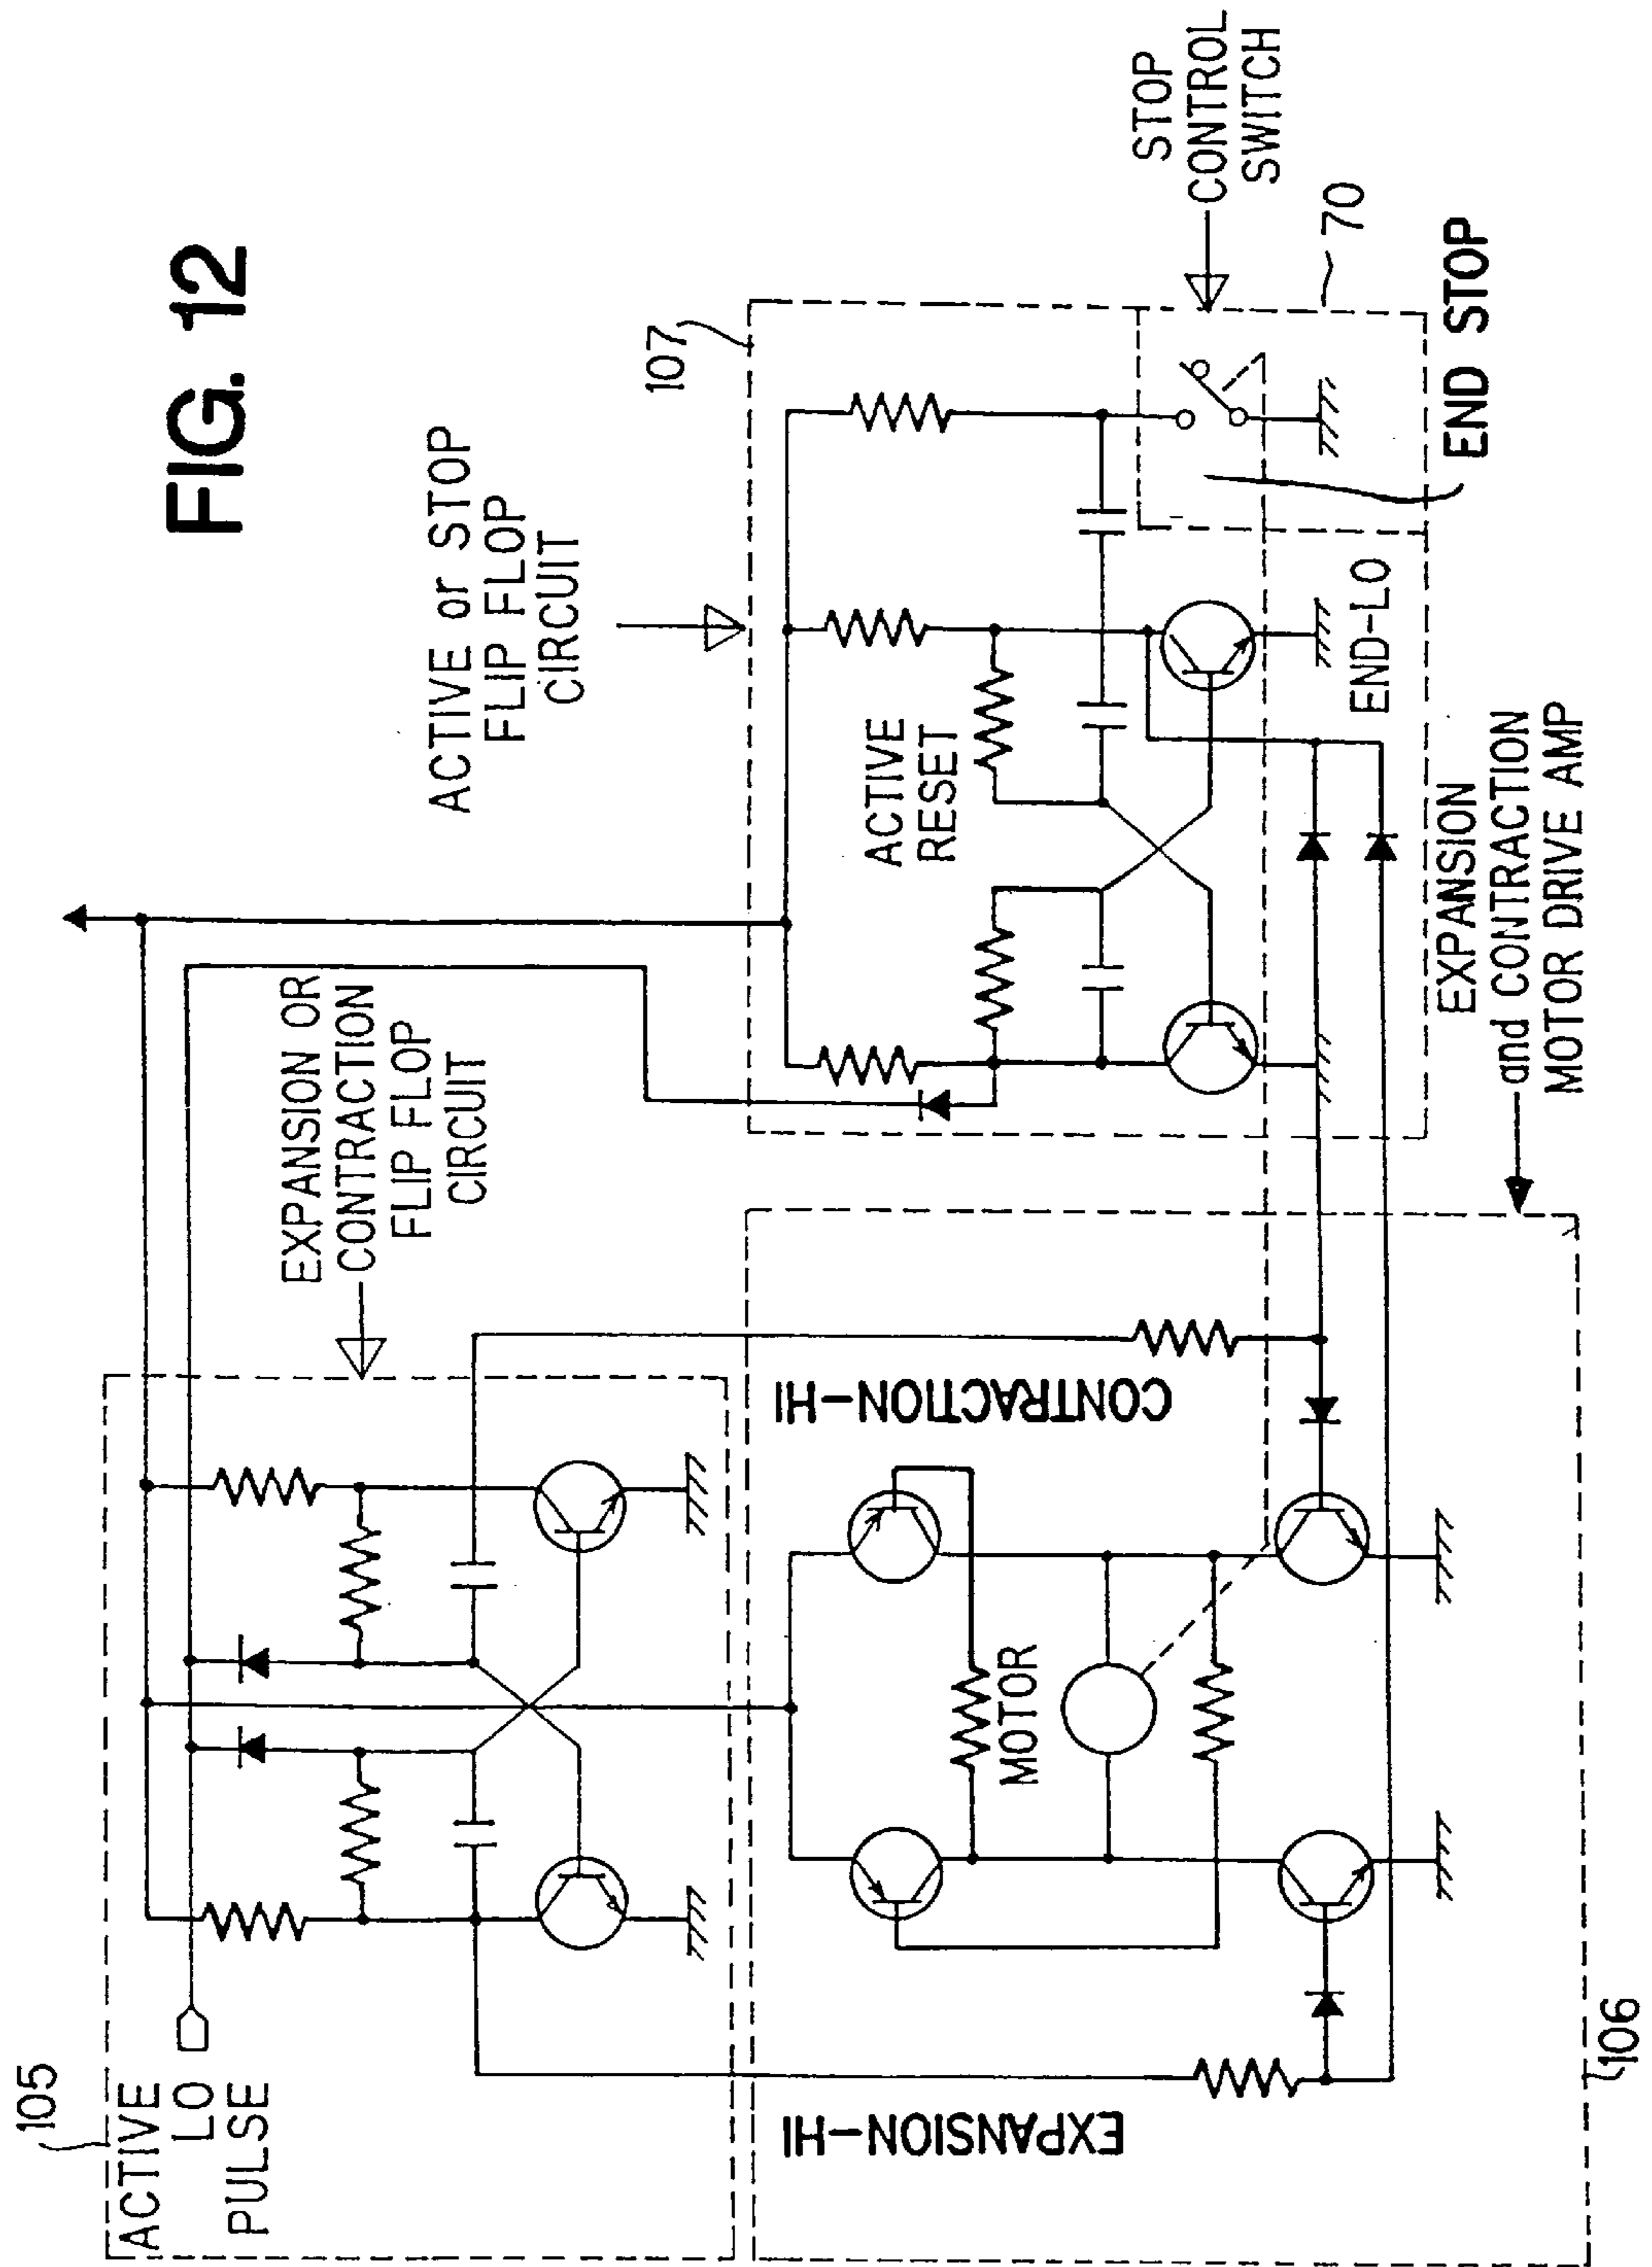 FIG. 12
105
ACTIVE
LO
PULSE
EXPANSION OR
CONTRACTION
FLIP FLOP
CIRCUIT
ACTIVE or STOP
FLIP FLOP
CIRCUIT
107
STOP
CONTROL
SWITCH
70
END STOP
ACTIVE
RESET
END-LO
EXPANSION
and CONTRACTION
MOTOR DRIVE AMP
CONTRACTION-HI
MOTOR
EXPANSION-HI
106